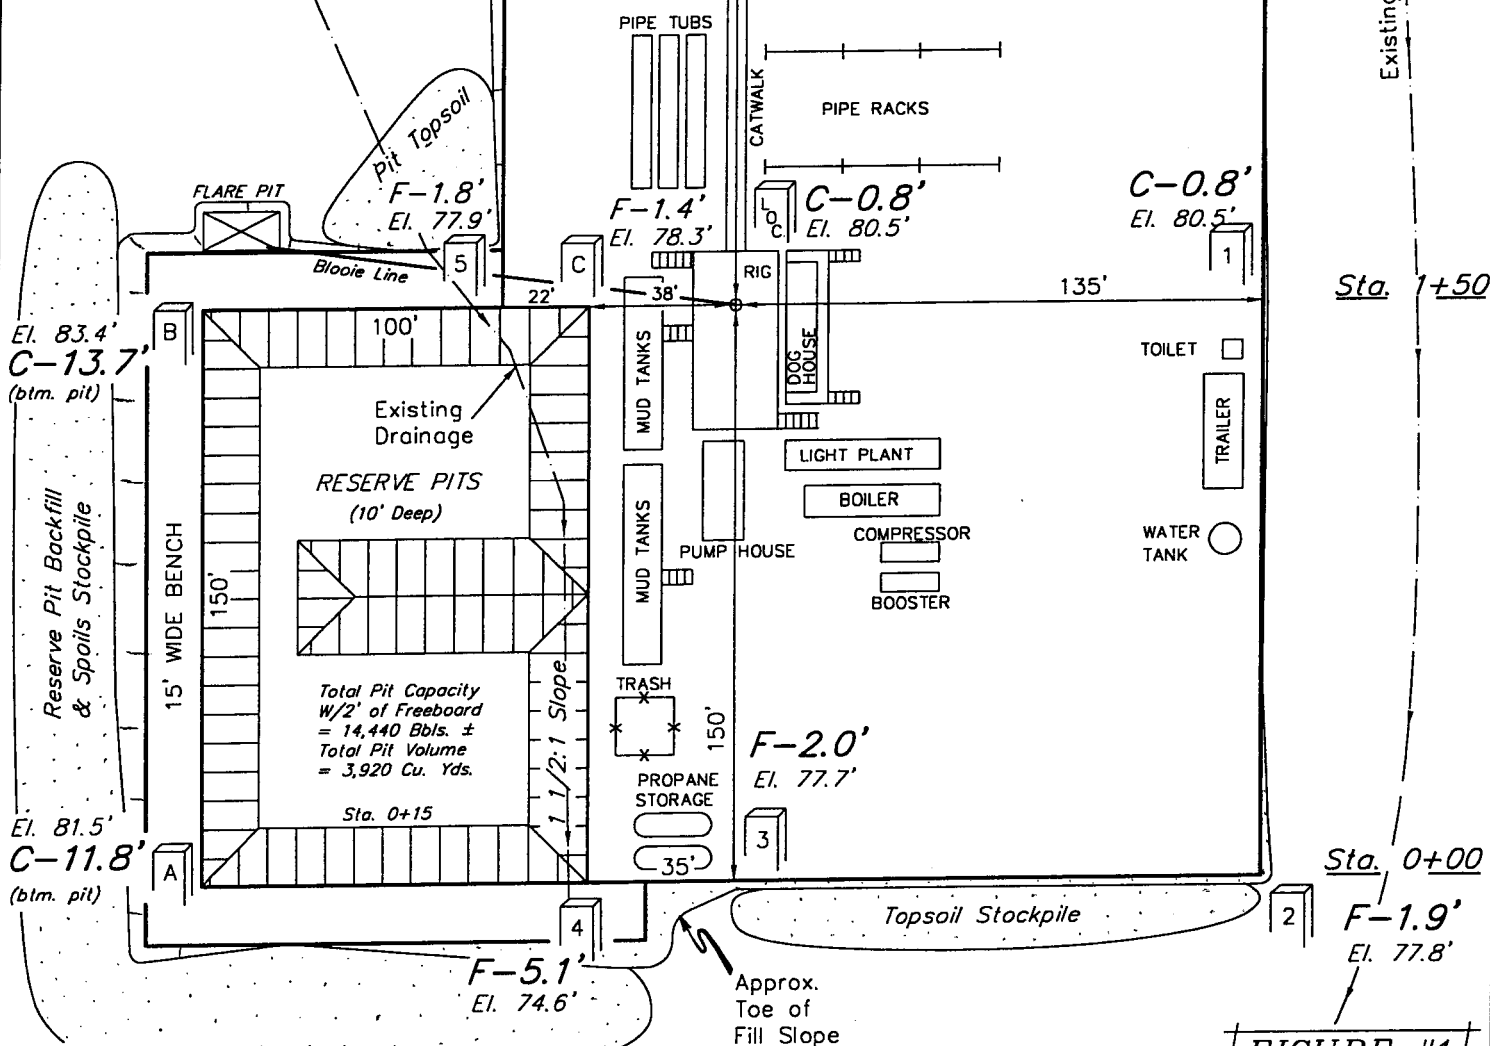 PIPE TUBS
CATWALK
PIPE RACKS
Existing
Pit Topsoil
FLARE PIT
F-1.8'
El. 77.9'
F-1.4'
El. 78.3'
LOC.
C-0.8'
El. 80.5'
C-0.8'
El. 80.5'
1
5
C
Blooie Line
RIG
22'
38'
135'
Sta. 1+50
El. 83.4'
C-13.7'
(btm. pit)
B
100'
MUD TANKS
DOG HOUSE
TOILET
TRAILER
Existing
Drainage
LIGHT PLANT
RESERVE PITS
(10' Deep)
BOILER
COMPRESSOR
PUMP HOUSE
WATER
TANK
MUD TANKS
BOOSTER
Reserve Pit Backfill
& Spoils Stockpile
15' WIDE BENCH
150'
Total Pit Capacity
W/2' of Freeboard
= 14,440 Bbls. ±
Total Pit Volume
= 3,920 Cu. Yds.
1 1/2:1 Slope
TRASH
150'
F-2.0'
El. 77.7'
PROPANE
STORAGE
Sta. 0+15
3
35'
El. 81.5'
C-11.8'
(btm. pit)
A
Sta. 0+00
4
Topsoil Stockpile
2
F-1.9'
El. 77.8'
F-5.1'
El. 74.6'
Approx.
Toe of
Fill Slope
FIGURE #1